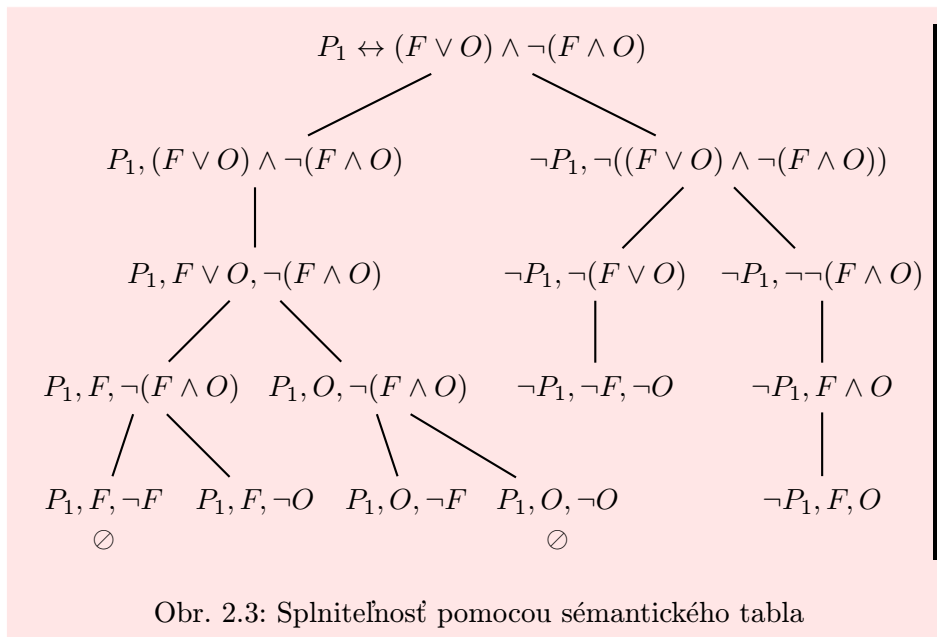 P₁ ↔ (F ∨ O) ∧ ¬(F ∧ O)
P₁, (F ∨ O) ∧ ¬(F ∧ O) ¬P₁, ¬((F ∨ O) ∧ ¬(F ∧ O))
P₁, F ∨ O, ¬(F ∧ O) ¬P₁, ¬(F ∨ O) ¬P₁, ¬¬(F ∧ O)
P₁, F, ¬(F ∧ O) P₁, O, ¬(F ∧ O) ¬P₁, ¬F, ¬O ¬P₁, F ∧ O
P₁, F, ¬F P₁, F, ¬O P₁, O, ¬F P₁, O, ¬O ¬P₁, F, O
⊘ ⊘
Obr. 2.3: Splniteľnosť pomocou sémantického tabla